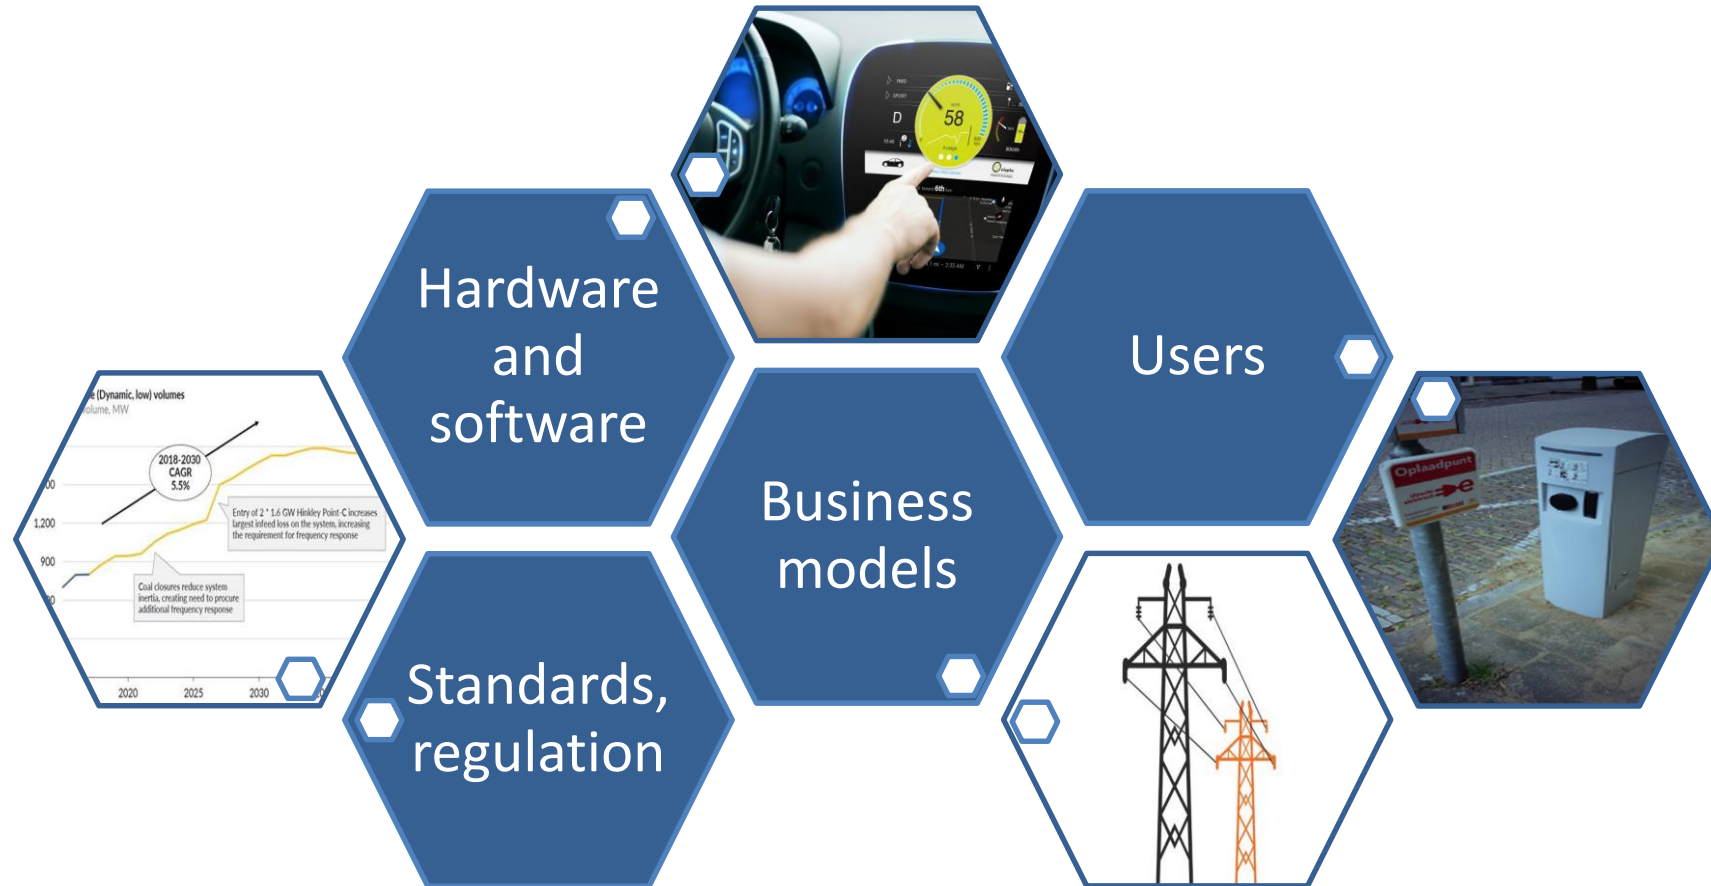 58
D
6th
Hardware
and
software
Users
Business
models
Standards,
regulation
(Dynamic, low) volumes
volume, MW
2018-2030
CAGR
5.5%
Entry of 2 * 1.6 GW Hinkley Point-C increases
largest infeed loss on the system, increasing
the requirement for frequency response
1,200
900
Coal closures reduce system
inertia, creating need to procure
additional frequency response
2020 2025 2030
Oplaadpunt
e